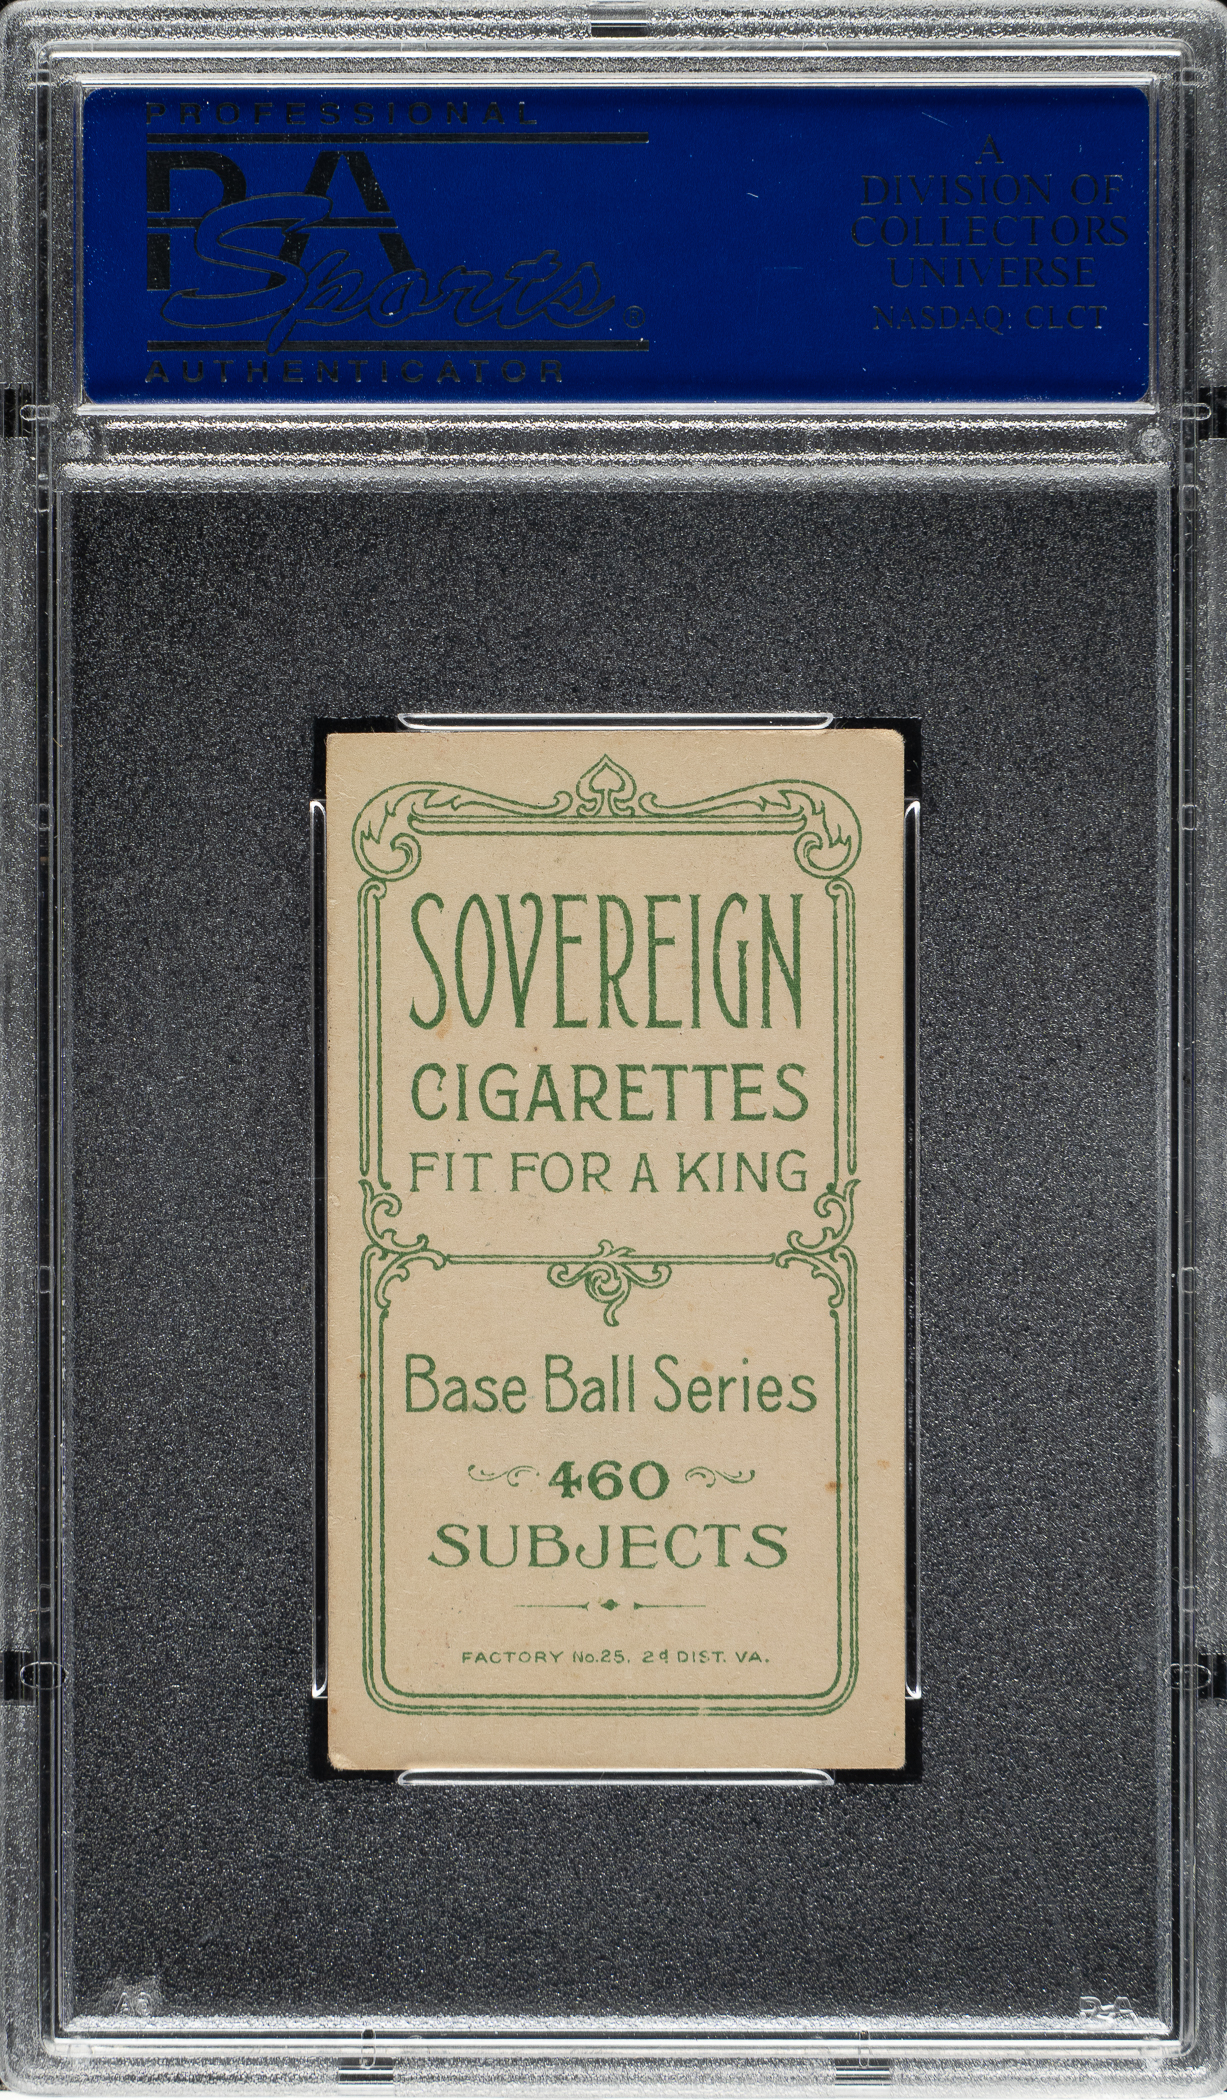 PROFESSIONAL
PSA
Sports®
AUTHENTICATOR
A
DIVISION OF
COLLECTORS
UNIVERSE
NASDAQ: CLCT
SOVEREIGN
CIGARETTES
FIT FOR A KING
Base Ball Series
460
SUBJECTS
FACTORY No.25. 2d DIST. VA.
PSA